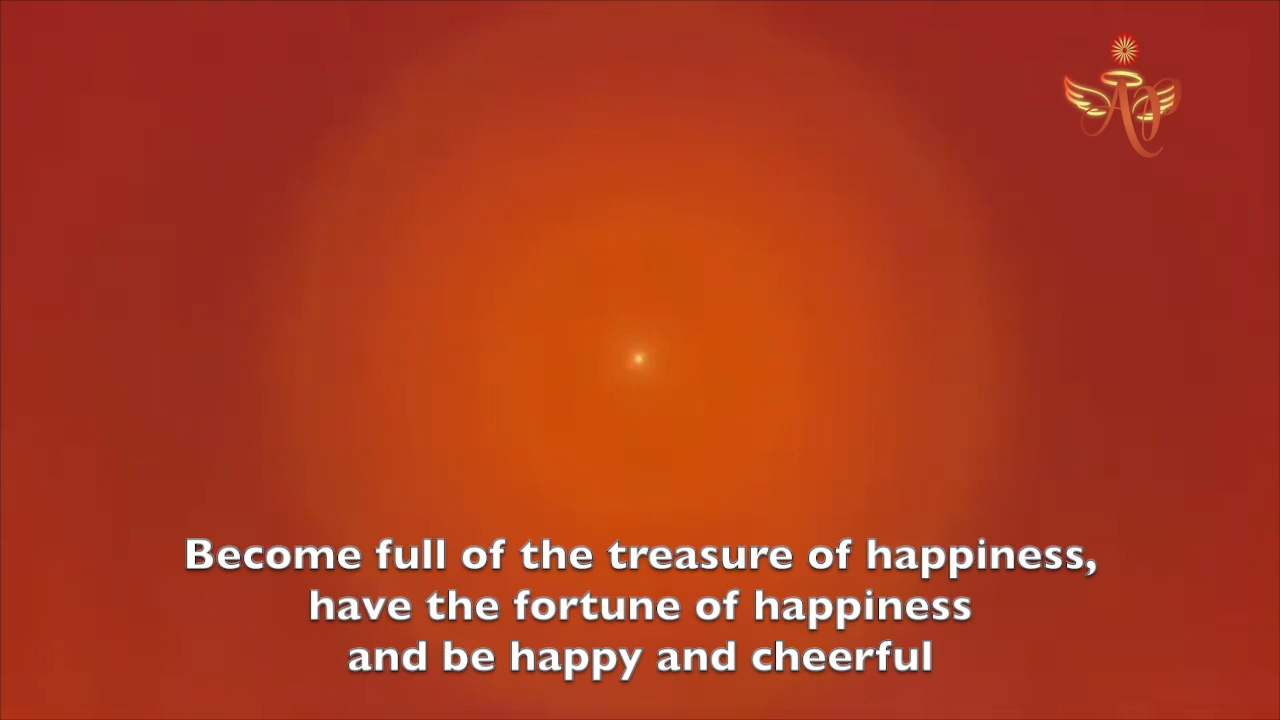 Become full of the treasure of happiness,
have the fortune of happiness
and be happy and cheerful